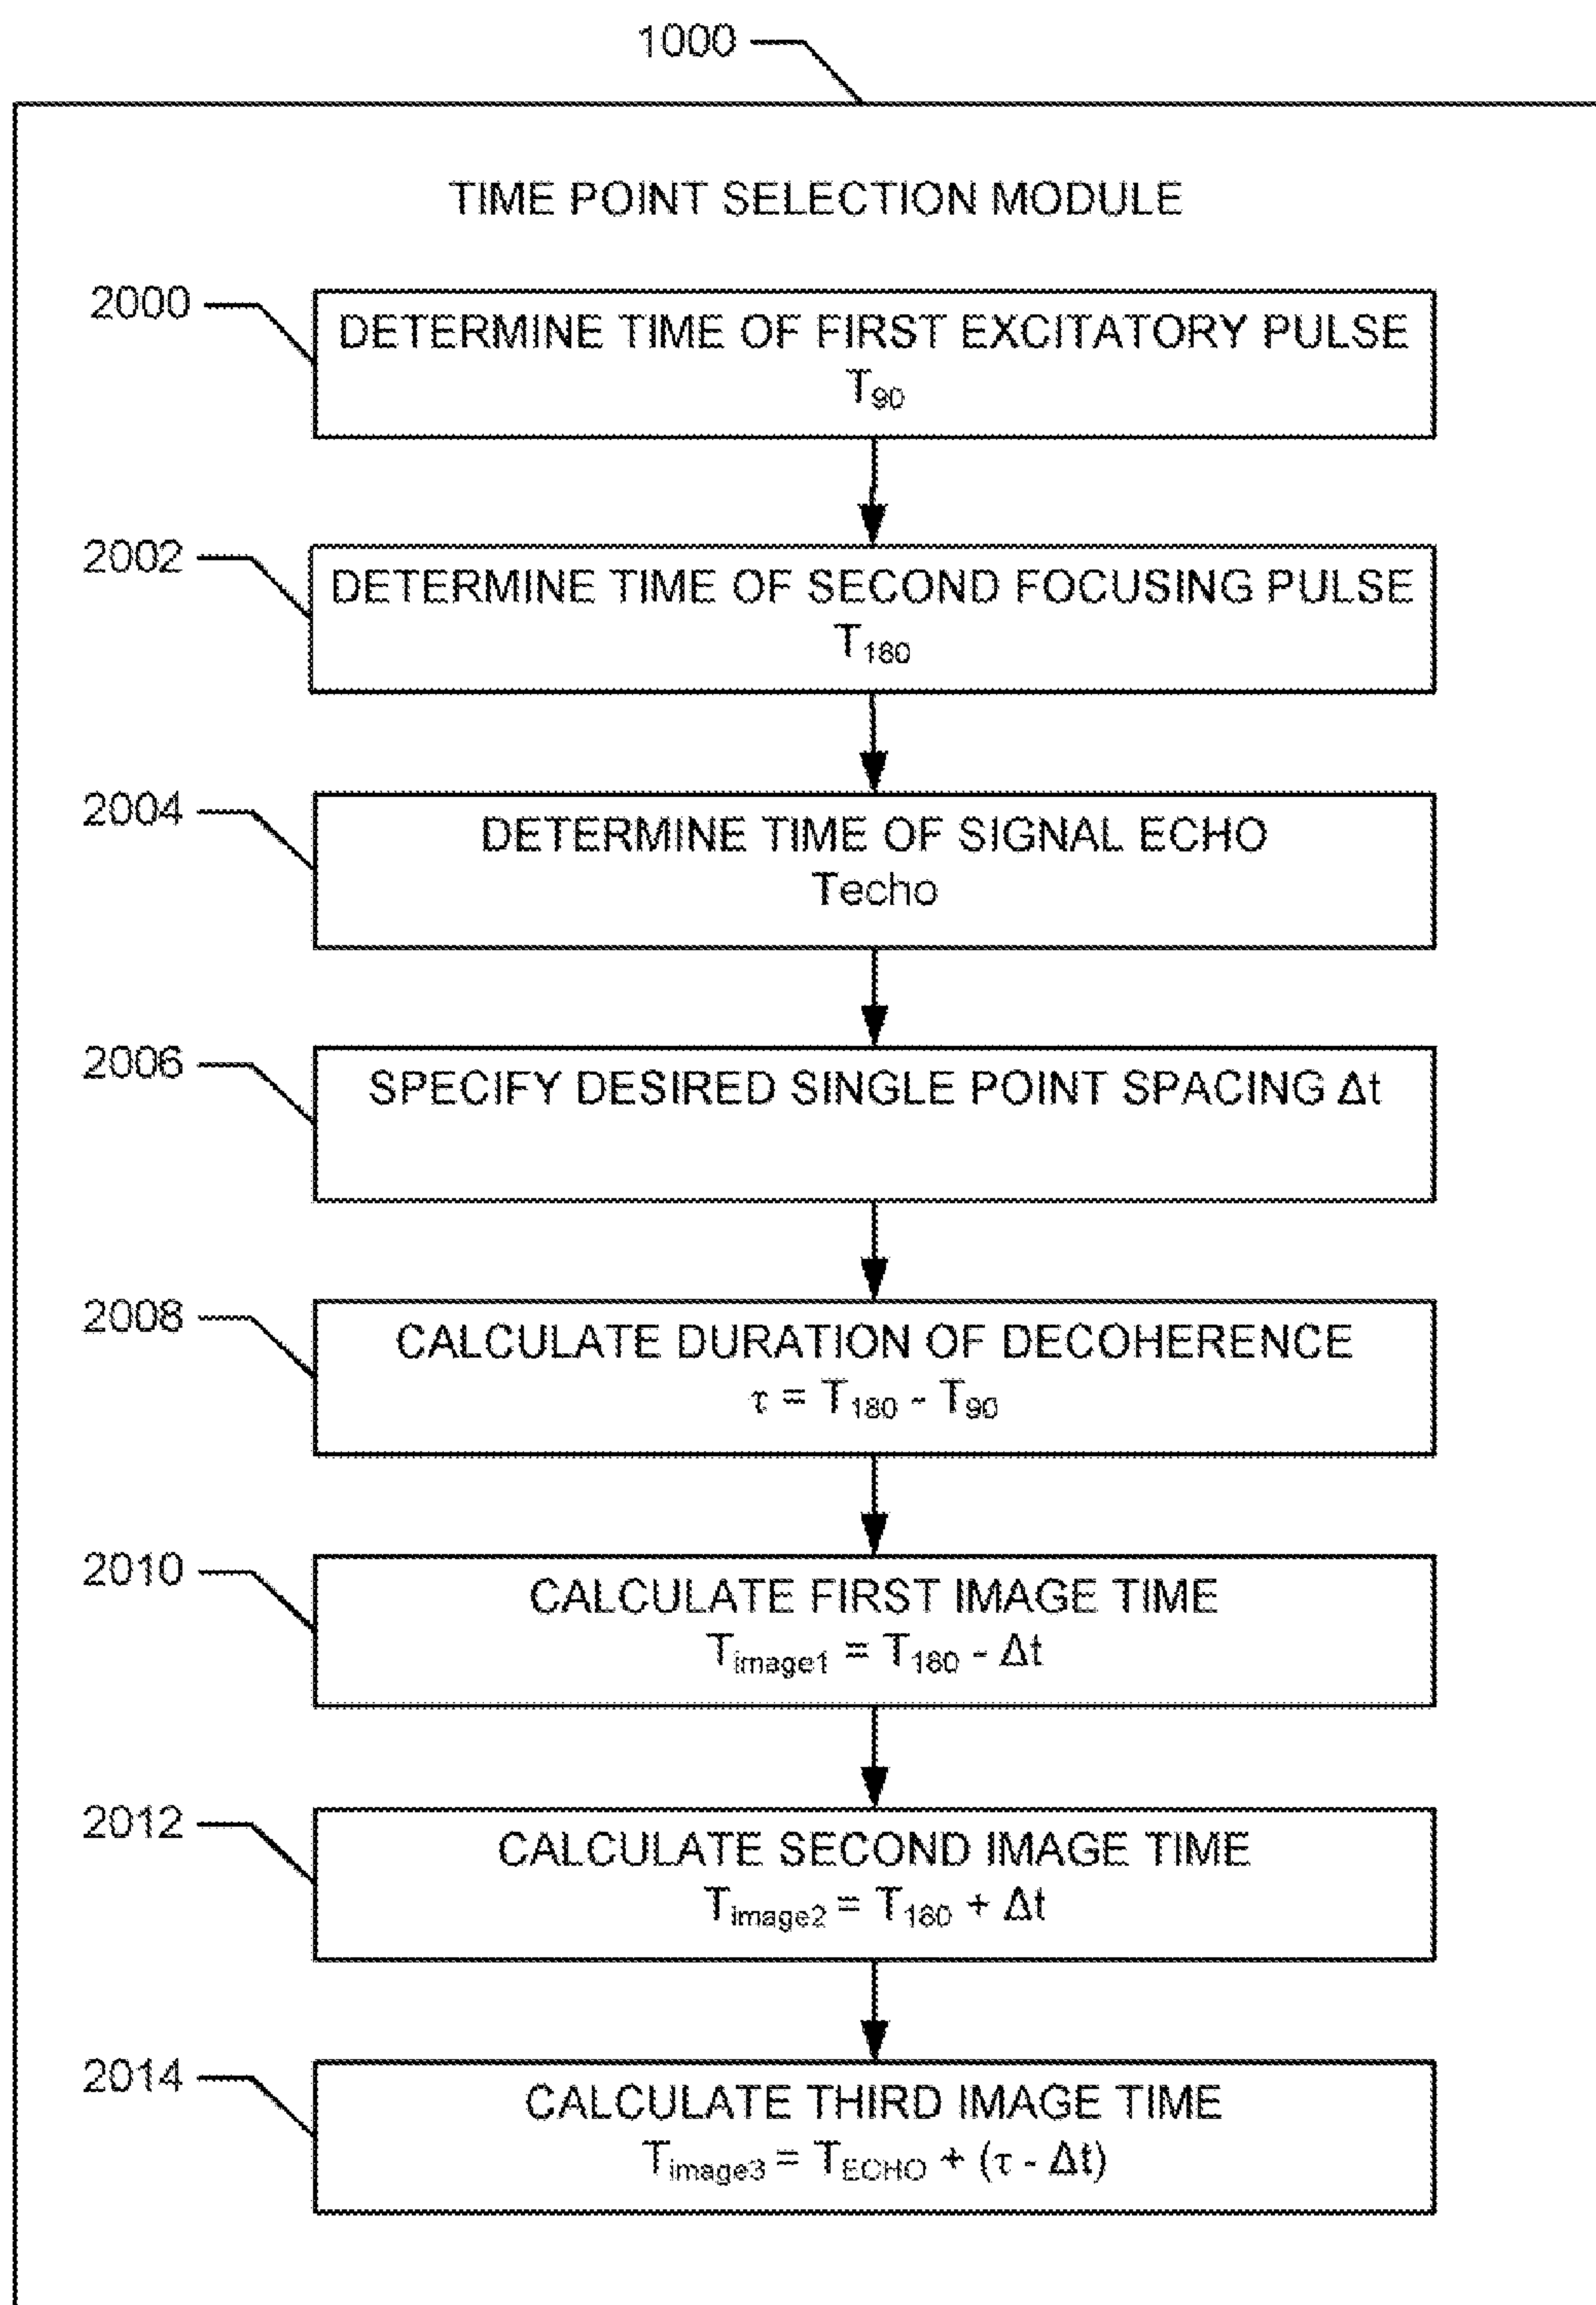 1000
TIME POINT SELECTION MODULE
2000
DETERMINE TIME OF FIRST EXCITATORY PULSE
T90
2002
DETERMINE TIME OF SECOND FOCUSING PULSE
T180
2004
DETERMINE TIME OF SIGNAL ECHO
Techo
2006
SPECIFY DESIRED SINGLE POINT SPACING Δt
2008
CALCULATE DURATION OF DECOHERENCE
τ = T180 - T90
2010
CALCULATE FIRST IMAGE TIME
Timage1 = T180 - Δt
2012
CALCULATE SECOND IMAGE TIME
Timage2 = T180 + Δt
2014
CALCULATE THIRD IMAGE TIME
Timage3 = TECHO + (τ - Δt)